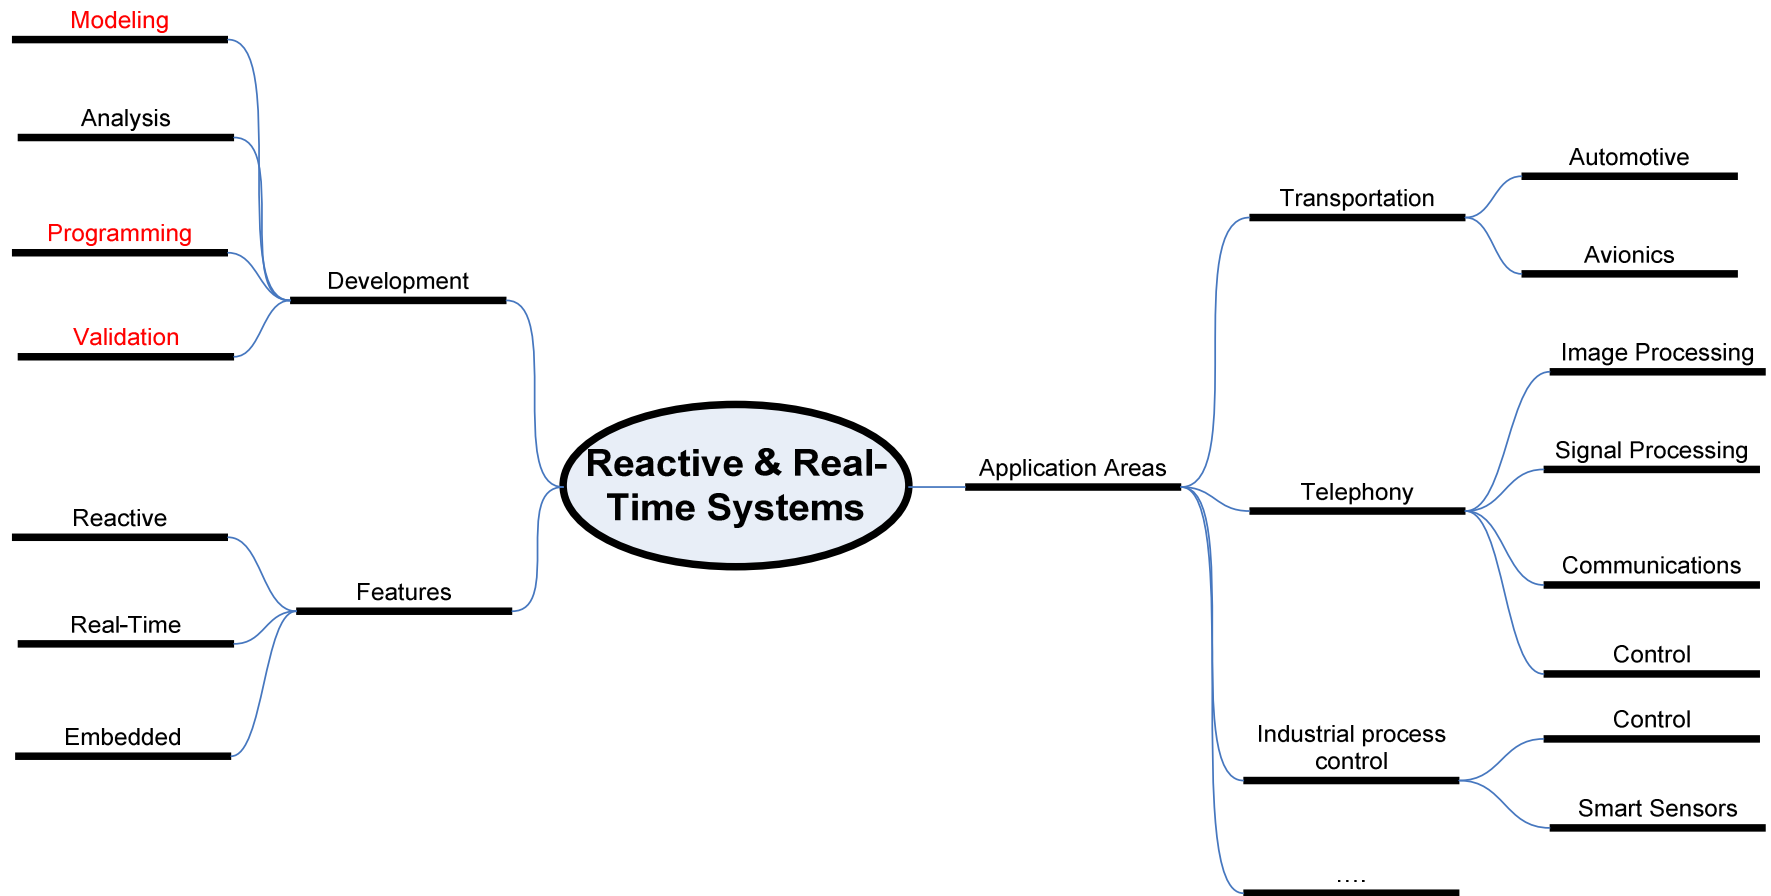 Modeling
Analysis
Programming
Validation
Development
Reactive
Real-Time
Embedded
Features
Reactive & Real-
Time Systems
Application Areas
Transportation
Automotive
Avionics
Telephony
Image Processing
Signal Processing
Communications
Control
Industrial process
control
Control
Smart Sensors
....